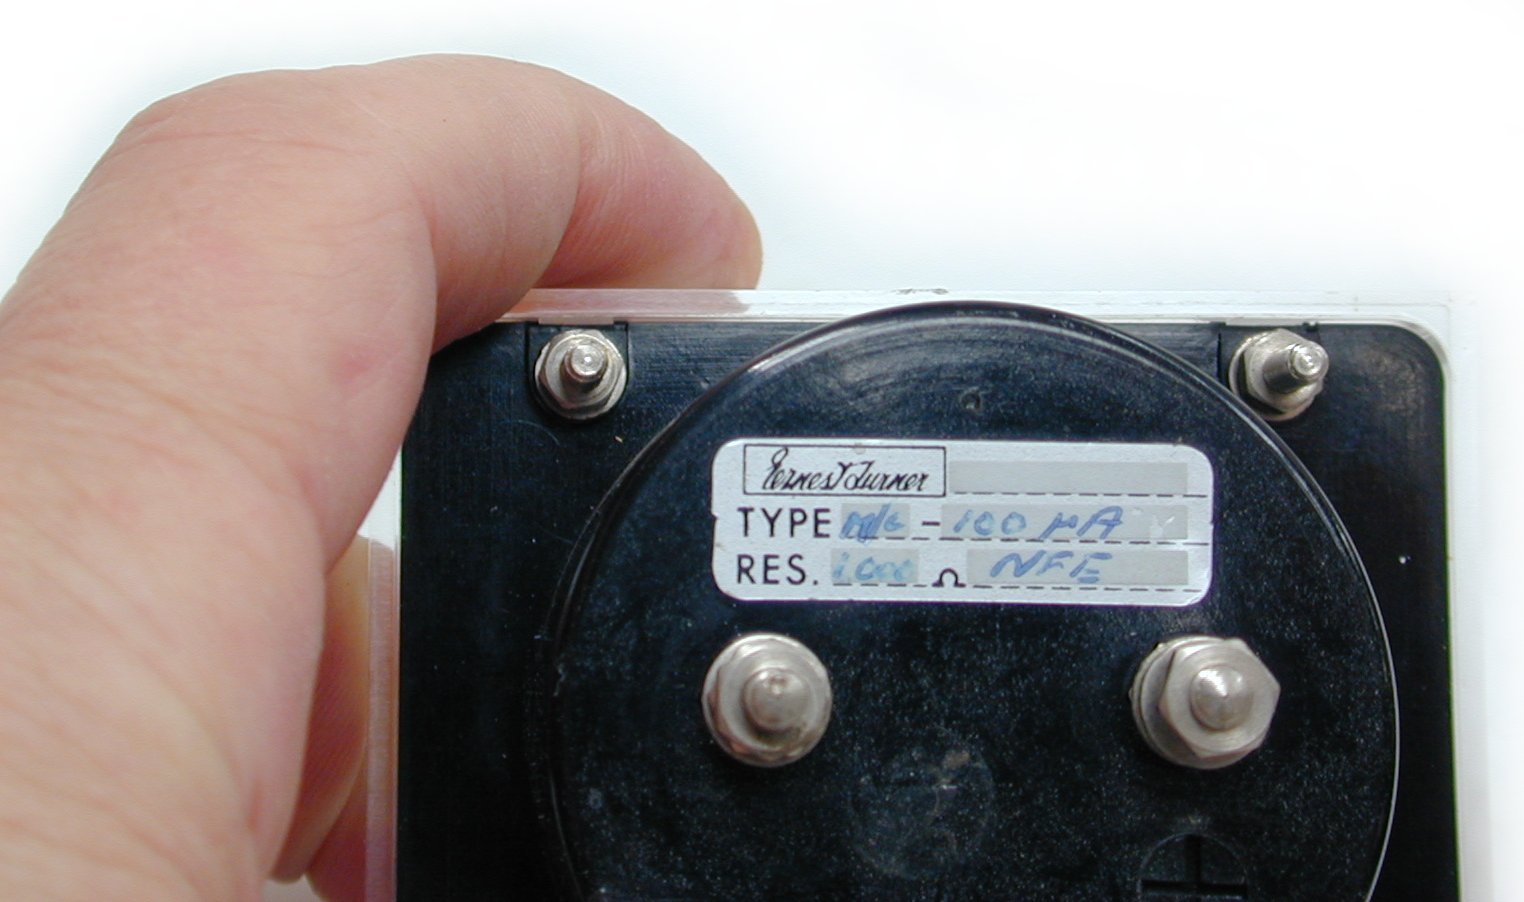 Ernest Turner
TYPE M/C - 100 µA
RES. 1000 Ω NFE
+